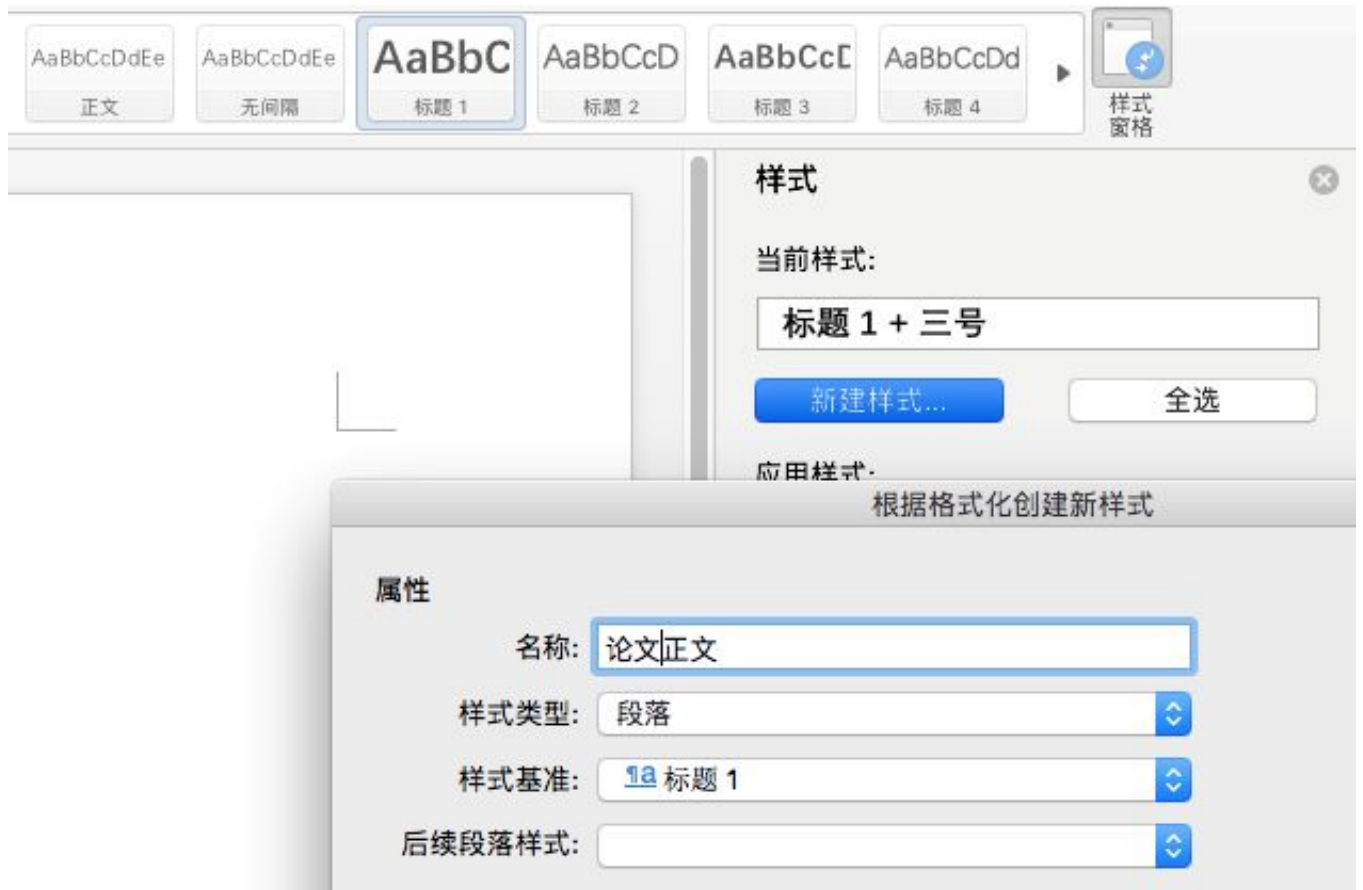 AaBbCcDdEe AaBbCcDdEe AaBbC AaBbCcD AaBbCcD AaBbCcDd
正文 无间隔 标题 1 标题 2 标题 3 标题 4
样式
窗格
样式
当前样式:
标题 1 + 三号
新建样式... 全选
应用样式:
根据格式化创建新样式
属性
名称: 论文正文
样式类型: 段落
样式基准: ¶a 标题 1
后续段落样式: